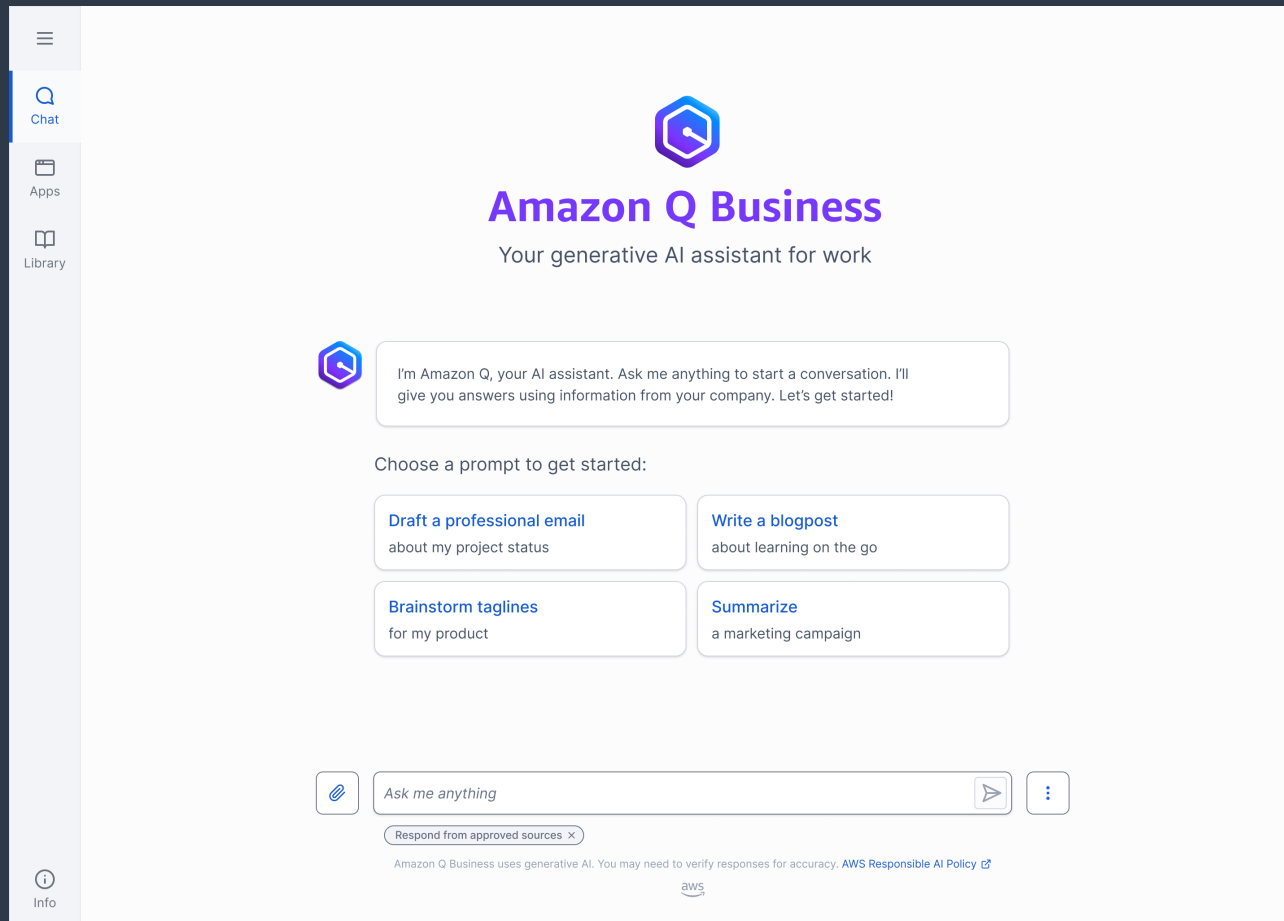 Chat
Apps
Library
Info
Amazon Q Business
Your generative AI assistant for work
I’m Amazon Q, your AI assistant. Ask me anything to start a conversation. I’ll
give you answers using information from your company. Let’s get started!
Choose a prompt to get started:
Draft a professional email
about my project status
Write a blogpost
about learning on the go
Brainstorm taglines
for my product
Summarize
a marketing campaign
Ask me anything
Respond from approved sources ×
Amazon Q Business uses generative AI. You may need to verify responses for accuracy. AWS Responsible AI Policy
aws